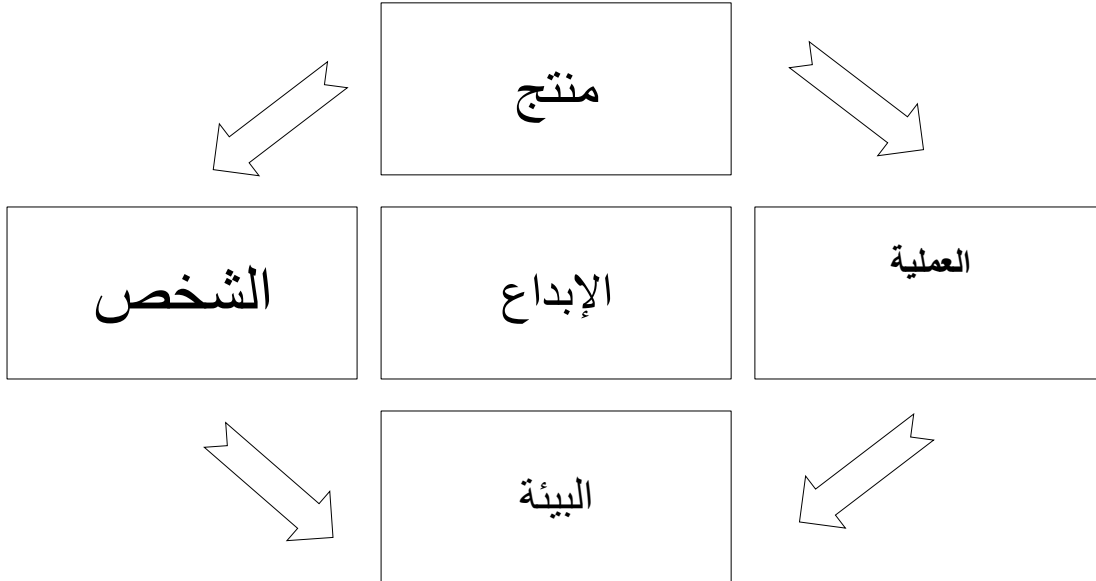 منتج
العملية
الإبداع
الشخص
البيئة